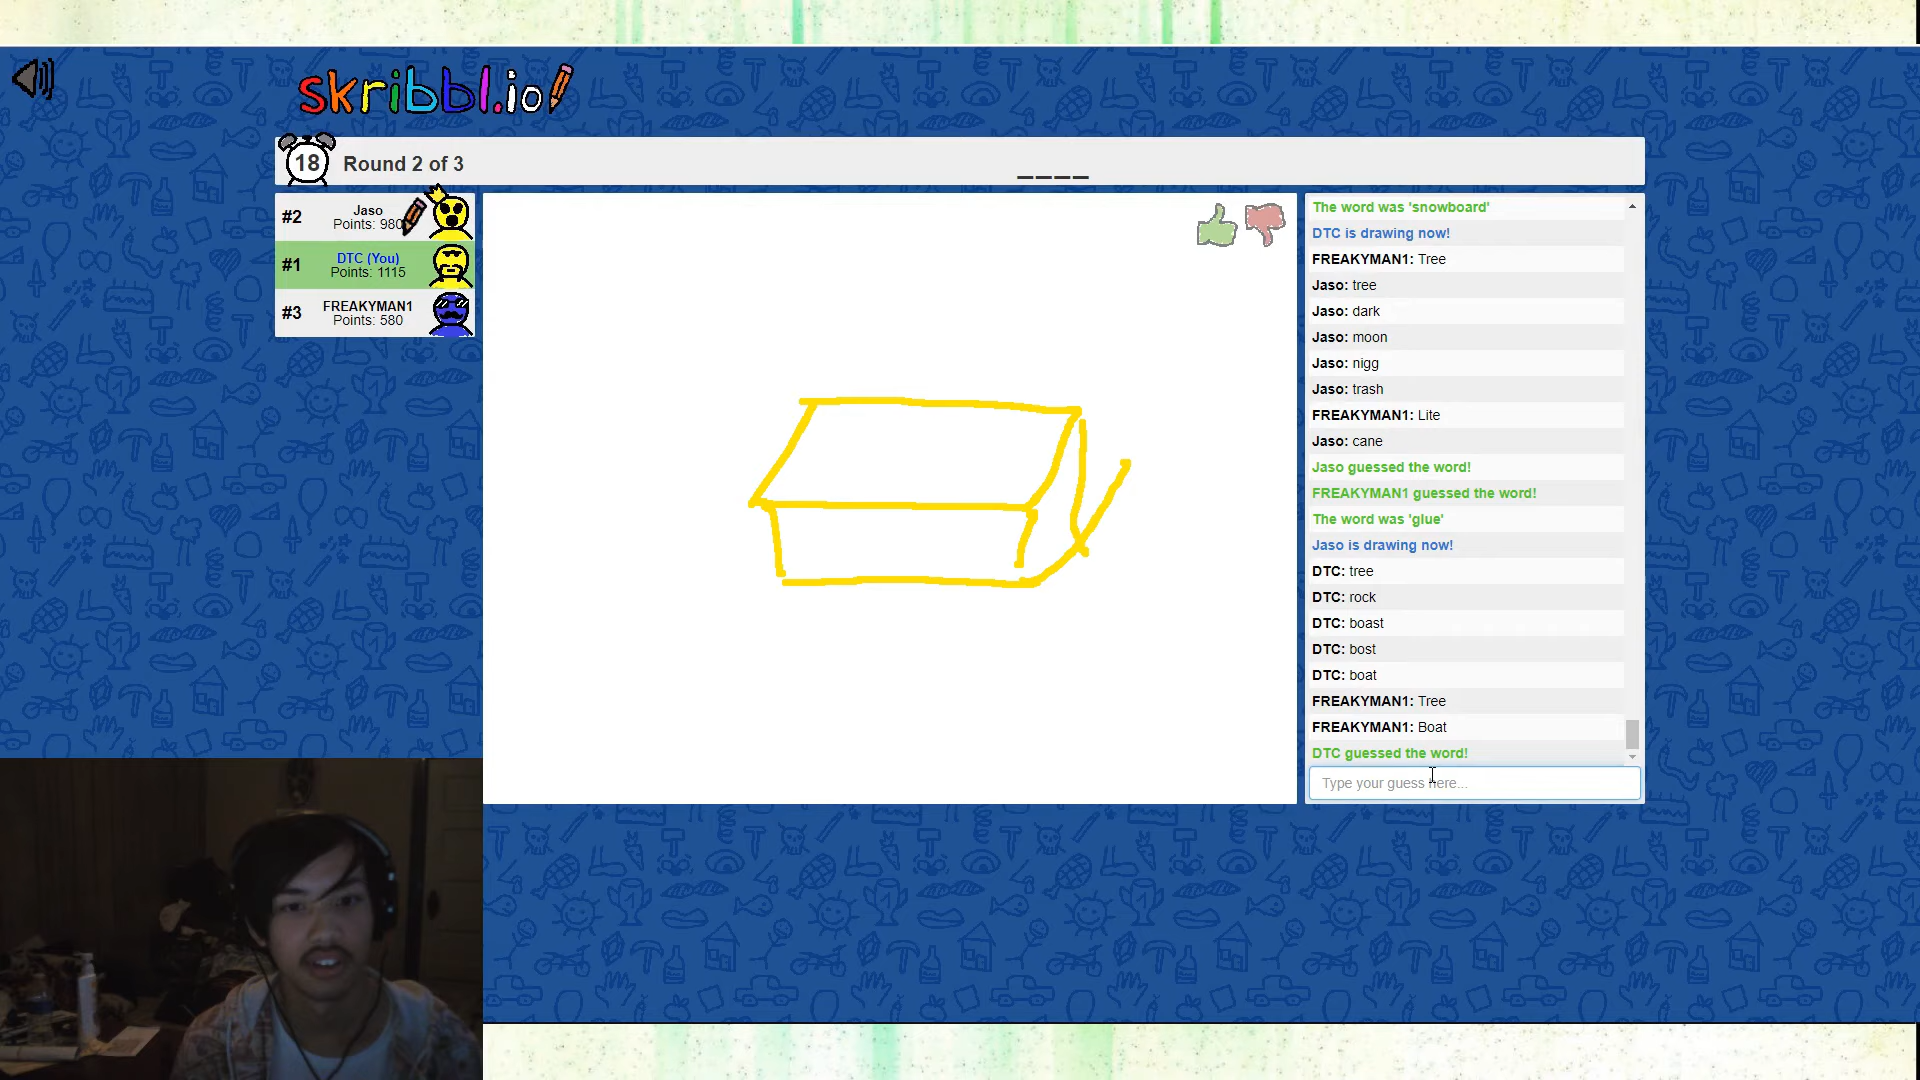 skribbl.io
18
Round 2 of 3
____
#2
Jaso
Points: 980
#1
DTC (You)
Points: 1115
#3
FREAKYMAN1
Points: 580
The word was 'snowboard'
DTC is drawing now!
FREAKYMAN1: Tree
Jaso: tree
Jaso: dark
Jaso: moon
Jaso: nigg
Jaso: trash
FREAKYMAN1: Lite
Jaso: cane
Jaso guessed the word!
FREAKYMAN1 guessed the word!
The word was 'glue'
Jaso is drawing now!
DTC: tree
DTC: rock
DTC: boast
DTC: bost
DTC: boat
FREAKYMAN1: Tree
FREAKYMAN1: Boat
DTC guessed the word!
Type your guess here...